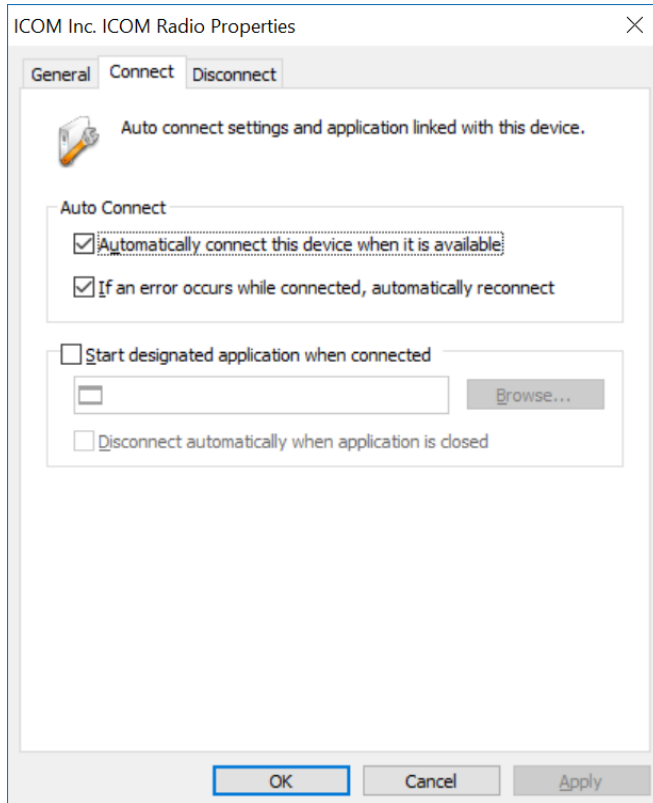 ICOM Inc. ICOM Radio Properties
General Connect Disconnect
Auto connect settings and application linked with this device.
Auto Connect
Automatically connect this device when it is available
If an error occurs while connected, automatically reconnect
Start designated application when connected
Browse...
Disconnect automatically when application is closed
OK Cancel Apply